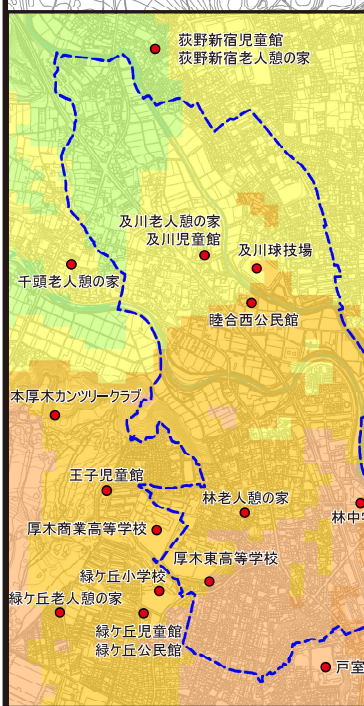 荻野新宿児童館
荻野新宿老人憩の家
及川老人憩の家
及川児童館
及川球技場
千頭老人憩の家
睦合西公民館
本厚木カンツリークラブ
王子児童館
林老人憩の家
林中
厚木商業高等学校
厚木東高等学校
緑ケ丘小学校
緑ケ丘老人憩の家
緑ケ丘児童館
緑ケ丘公民館
戸室